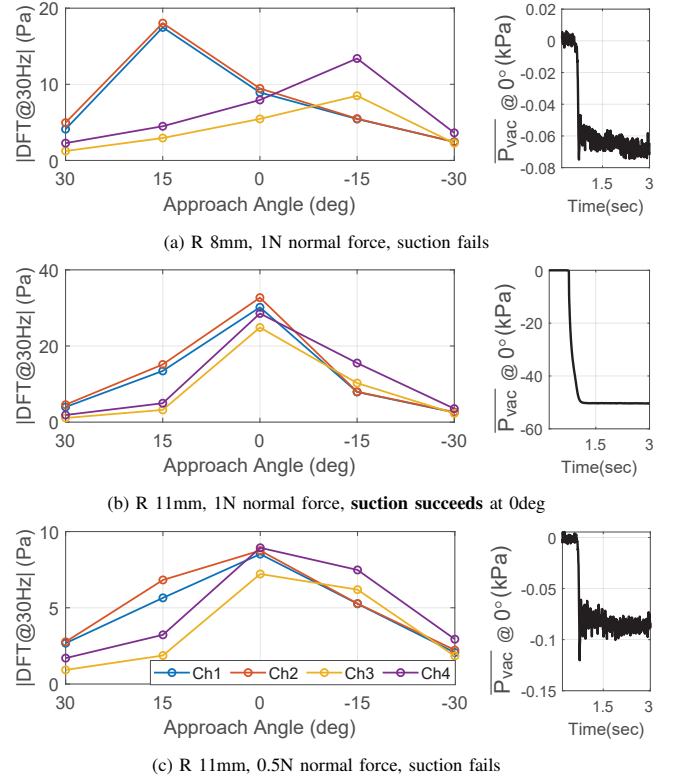 |DFT@30Hz| (Pa)
20
10
0
30 15 0 -15 -30
Approach Angle (deg)
P_vac @ 0° (kPa)
0.02
0
-0.02
-0.04
-0.06
-0.08
1.5 3
Time(sec)
(a) R 8mm, 1N normal force, suction fails
|DFT@30Hz| (Pa)
40
20
0
30 15 0 -15 -30
Approach Angle (deg)
P_vac @ 0° (kPa)
0
-20
-40
-60
1.5 3
Time(sec)
(b) R 11mm, 1N normal force, suction succeeds at 0deg
|DFT@30Hz| (Pa)
10
5
0
Ch1 Ch2 Ch3 Ch4
30 15 0 -15 -30
Approach Angle (deg)
P_vac @ 0° (kPa)
0
-0.05
-0.1
-0.15
1.5 3
Time(sec)
(c) R 11mm, 0.5N normal force, suction fails